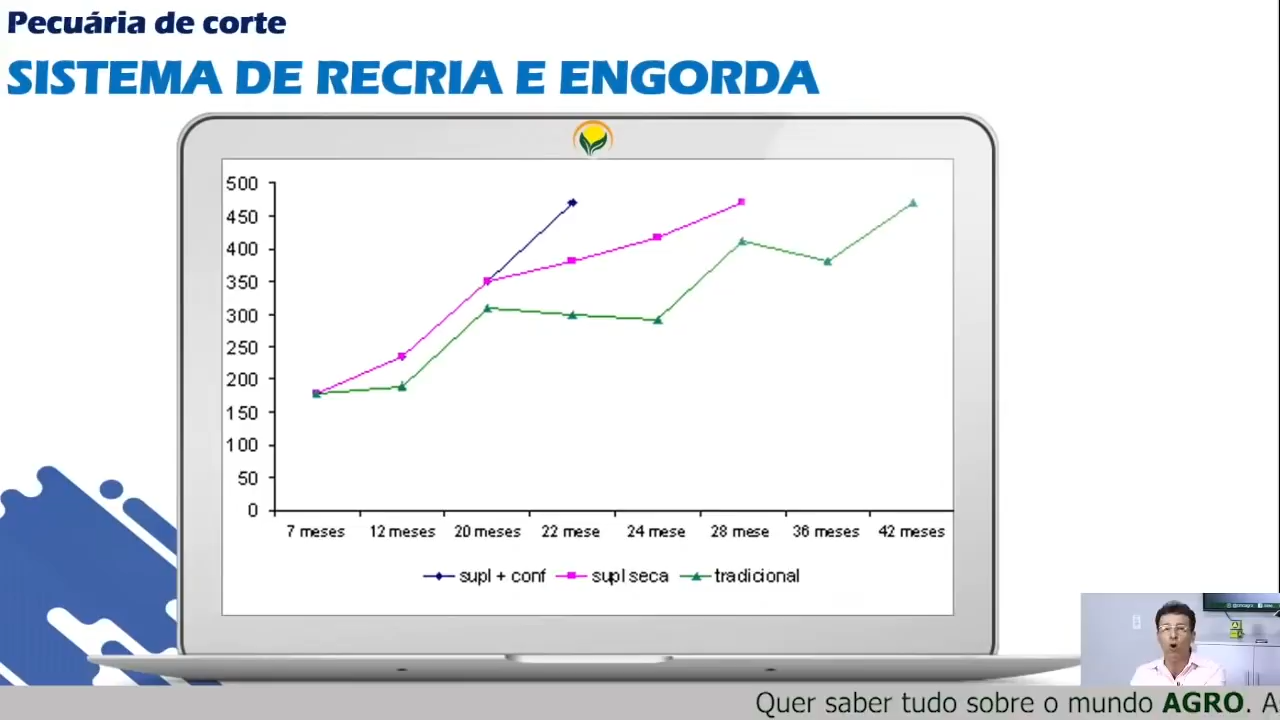 Pecuária de corte
SISTEMA DE RECRIA E ENGORDA
500
450
400
350
300
250
200
150
100
50
0
7 meses 12 meses 20 meses 22 mese 24 mese 28 mese 36 meses 42 meses
supl + conf supl seca tradicional
Quer saber tudo sobre o mundo AGRO. A